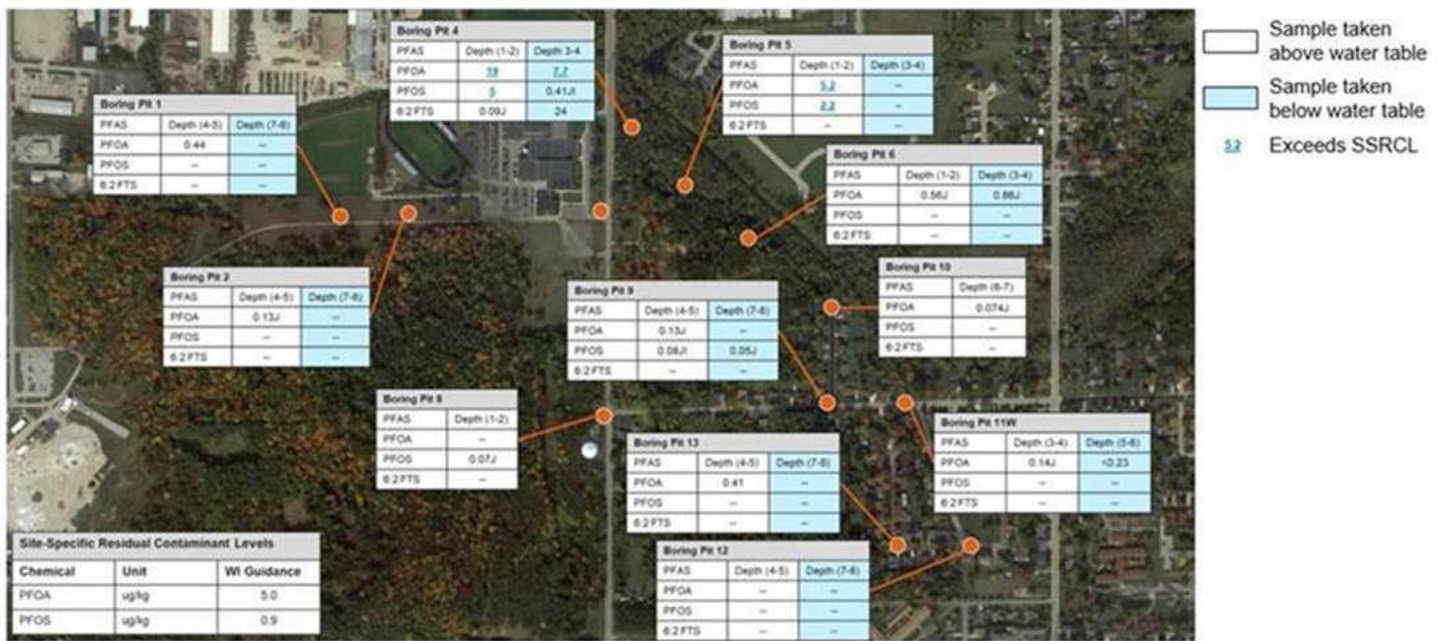 Boring Pit 4
PFAS Depth (1-2) Depth 3-4
PFOA 19 7.7
PFOS 5 0.41JI
6:2 FTS 0.09J 24
Boring Pit 5
PFAS Depth (1-2) Depth (3-4)
PFOA 5.2 --
PFOS 2.2 --
6:2 FTS -- --
Sample taken
above water table
Sample taken
below water table
5.2 Exceeds SSRCL
Boring Pit 1
PFAS Depth (4-5) Depth (7-8)
PFOA 0.44 --
PFOS -- --
6:2 FTS -- --
Boring Pit 6
PFAS Depth (1-2) Depth (3-4)
PFOA 0.56J 0.66J
PFOS -- --
6:2 FTS -- --
Boring Pit 2
PFAS Depth (4-5) Depth (7-8)
PFOA 0.13J --
PFOS -- --
6:2 FTS -- --
Boring Pit 9
PFAS Depth (4-5) Depth (7-8)
PFOA 0.13J --
PFOS 0.08JI 0.05J
6:2 FTS -- --
Boring Pit 10
PFAS Depth (6-7)
PFOA 0.074J
PFOS --
6:2 FTS --
Boring Pit 8
PFAS Depth (1-2)
PFOA --
PFOS 0.07J
6:2 FTS --
Boring Pit 13
PFAS Depth (4-5) Depth (7-8)
PFOA 0.41 --
PFOS -- --
6:2 FTS -- --
Boring Pit 11W
PFAS Depth (3-4) Depth (5-6)
PFOA 0.14J <0.23
PFOS -- --
6:2 FTS -- --
Boring Pit 12
PFAS Depth (4-5) Depth (7-8)
PFOA -- --
PFOS -- --
6:2 FTS -- --
Site-Specific Residual Contaminant Levels
Chemical Unit WI Guidance
PFOA ug/kg 5.0
PFOS ug/kg 0.9